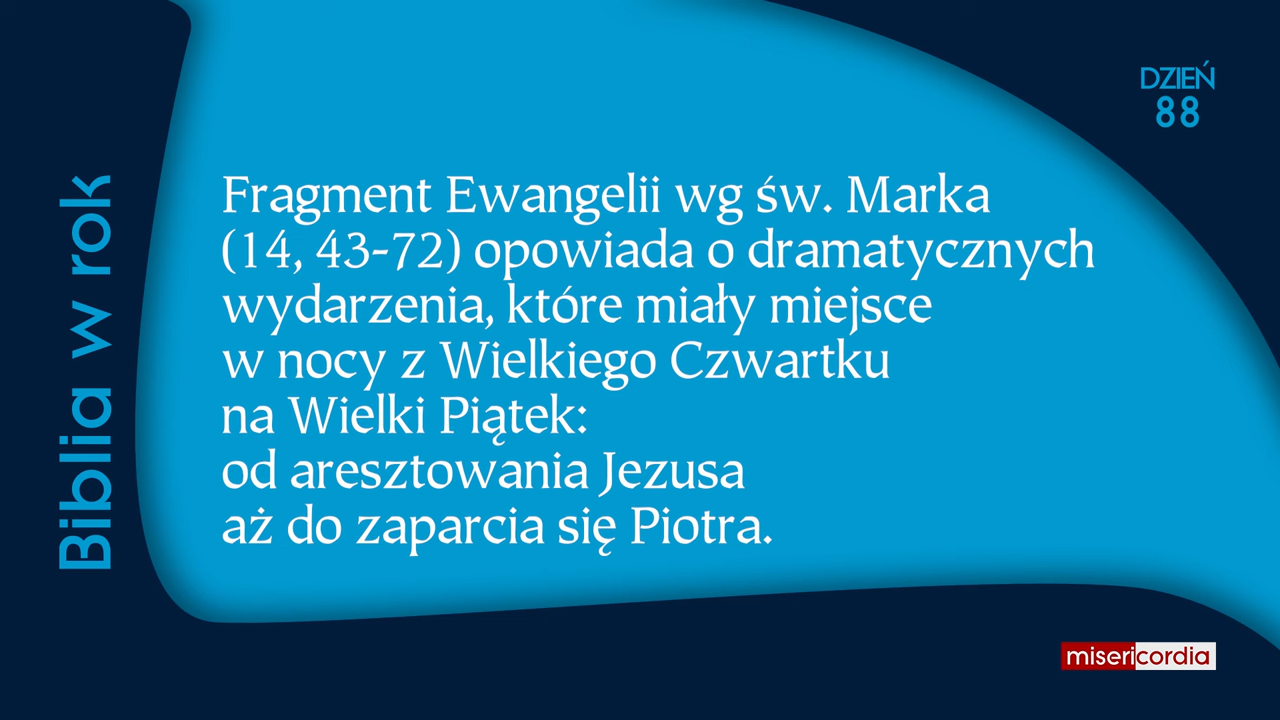 Biblia w rok
DZIEŃ
88
Fragment Ewangelii wg św. Marka
(14, 43-72) opowiada o dramatycznych
wydarzenia, które miały miejsce
w nocy z Wielkiego Czwartku
na Wielki Piątek:
od aresztowania Jezusa
aż do zaparcia się Piotra.
misericordia